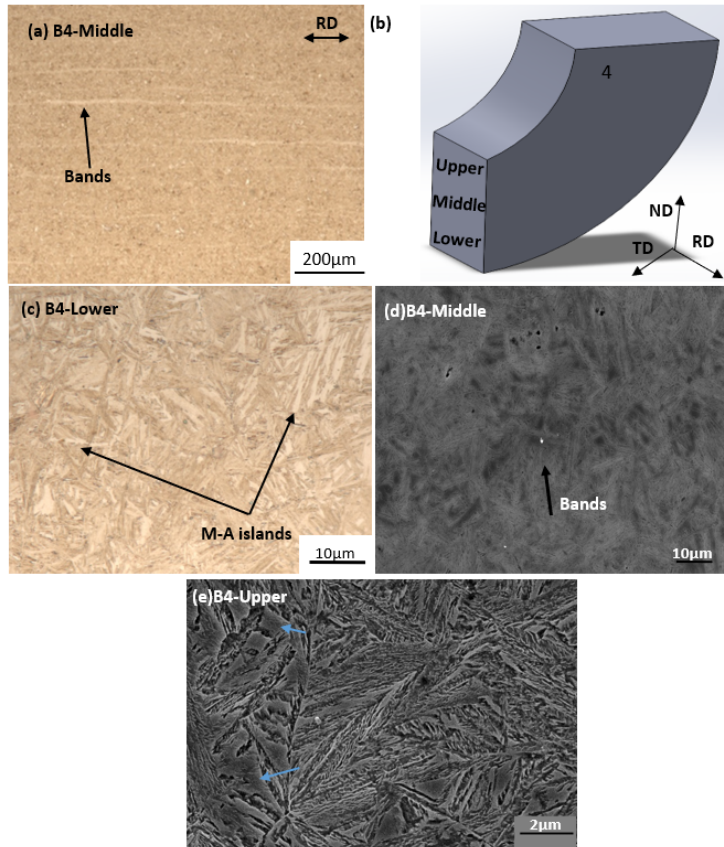 (a) B4-Middle
RD
Bands
200µm
(b)
4
Upper
Middle
Lower
ND
TD
RD
(c) B4-Lower
M-A islands
10µm
(d)B4-Middle
Bands
10µm
(e)B4-Upper
2µm